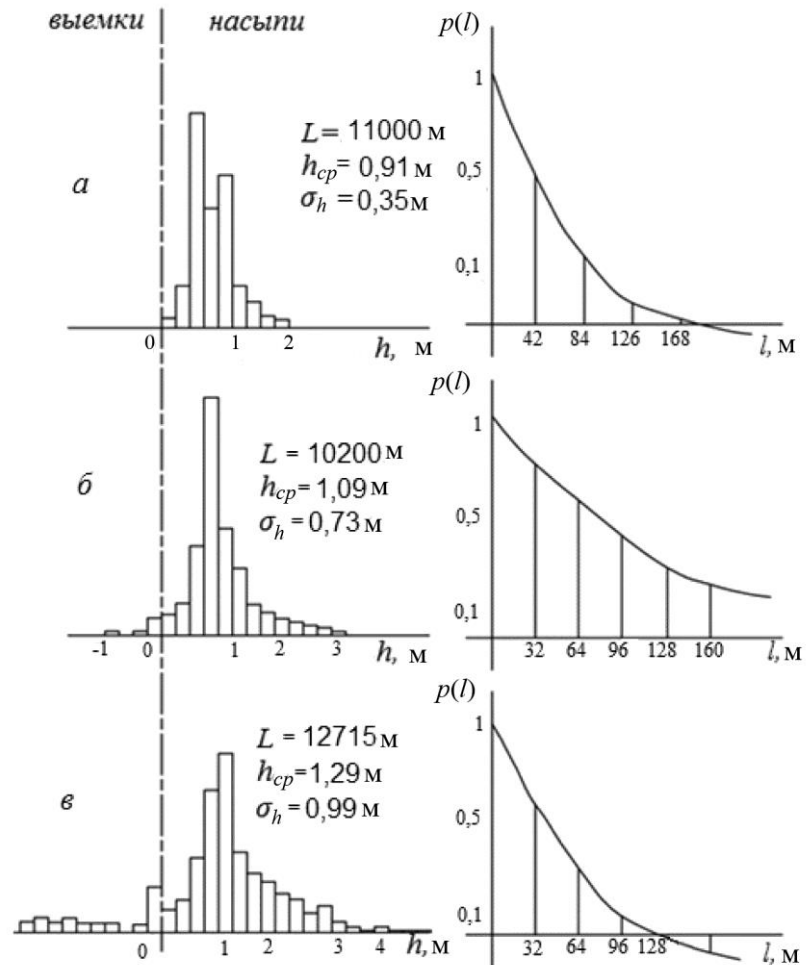 выемки насыпи p(l)
1
L = 11000 м
h_ср = 0,91 м
σ_h = 0,35 м
а
0,5
0,1
0 1 2 h, м
42 84 126 168 l, м
p(l)
1
L = 10200 м
h_ср = 1,09 м
σ_h = 0,73 м
б
0,5
0,1
-1 0 1 2 3 h, м
32 64 96 128 160 l, м
p(l)
1
L = 12715 м
h_ср = 1,29 м
σ_h = 0,99 м
в
0,5
0,1
0 1 2 3 4 h, м
32 64 96 128 l, м